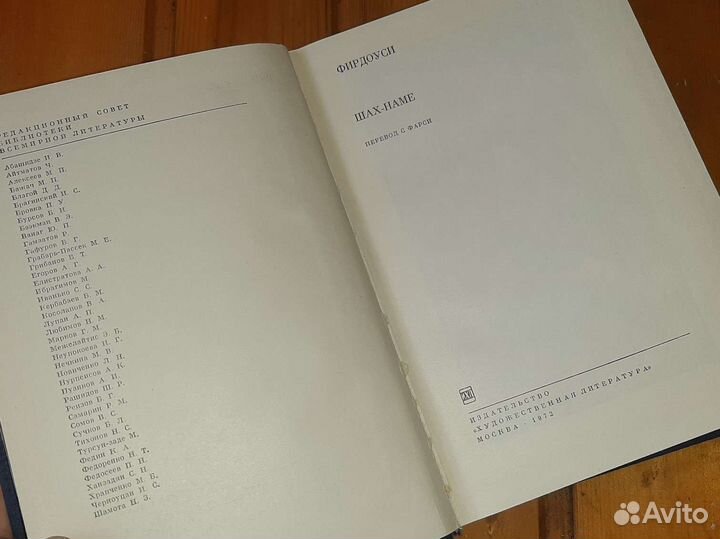 РЕДАКЦИОННЫЙ СОВЕТ
БИБЛИОТЕКИ
ВСЕМИРНОЙ ЛИТЕРАТУРЫ
Абашидзе И. В.
Айтматов Ч.
Алексеев М. П.
Бажан М. П.
Благой Д. Д.
Брагинский И. С.
Бровка П. У.
Бурсов Б. И.
Бээкман В. Э.
Ванаг Ю. П.
Гамзатов Р.
Гафуров Б. Г.
Грабарь-Пассек М. Е.
Грибанов Б. Т.
Егоров А. Г.
Елистратова А. А.
Ибрагимов М.
Иванько С. С.
Кербабаев Б. М.
Косолапов В. А.
Лупан А. П.
Любимов Н. М.
Марков Г. М.
Межелайтис Э. Б.
Неупокоева И. Г.
Нечкина М. В.
Новиченко Л. Н.
Нурпеисов А. К.
Пузиков А. И.
Рашидов Ш. Р.
Реизов Б. Г.
Самарин Р. М.
Сомов В. С.
Сучков Б. Л.
Тихонов Н. С.
Турсун-заде М.
Федин К. А.
Федоренко Н. Т.
Федосеев П. Н.
Ханзадян С. Н.
Храпченко М. Б.
Черноуцан И. С.
Шамота Н. З.
ФИРДОУСИ
ШАХ-НАМЕ
ПЕРЕВОД С ФАРСИ
ИЗДАТЕЛЬСТВО
«ХУДОЖЕСТВЕННАЯ ЛИТЕРАТУРА»
МОСКВА · 1972
Avito